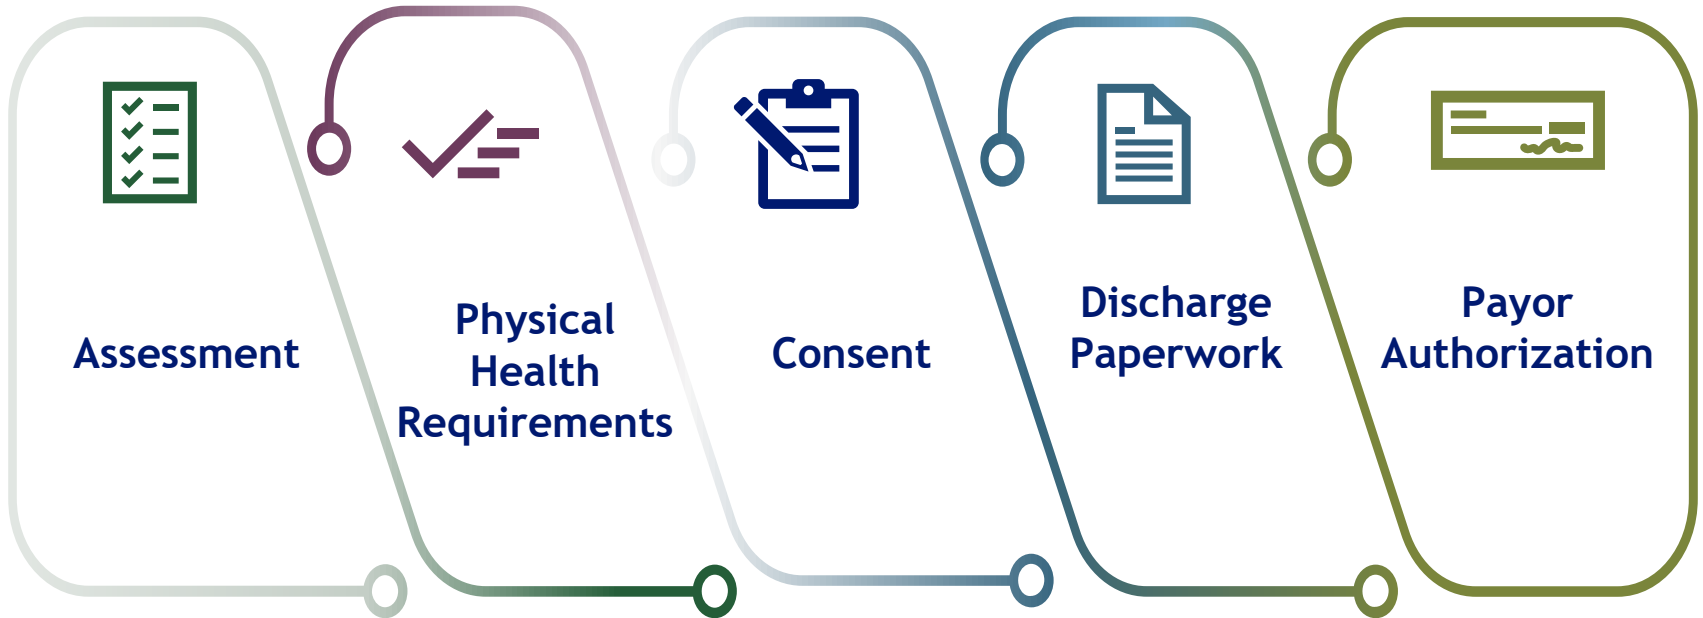 Assessment
Physical
Health
Requirements
Consent
Discharge
Paperwork
Payor
Authorization